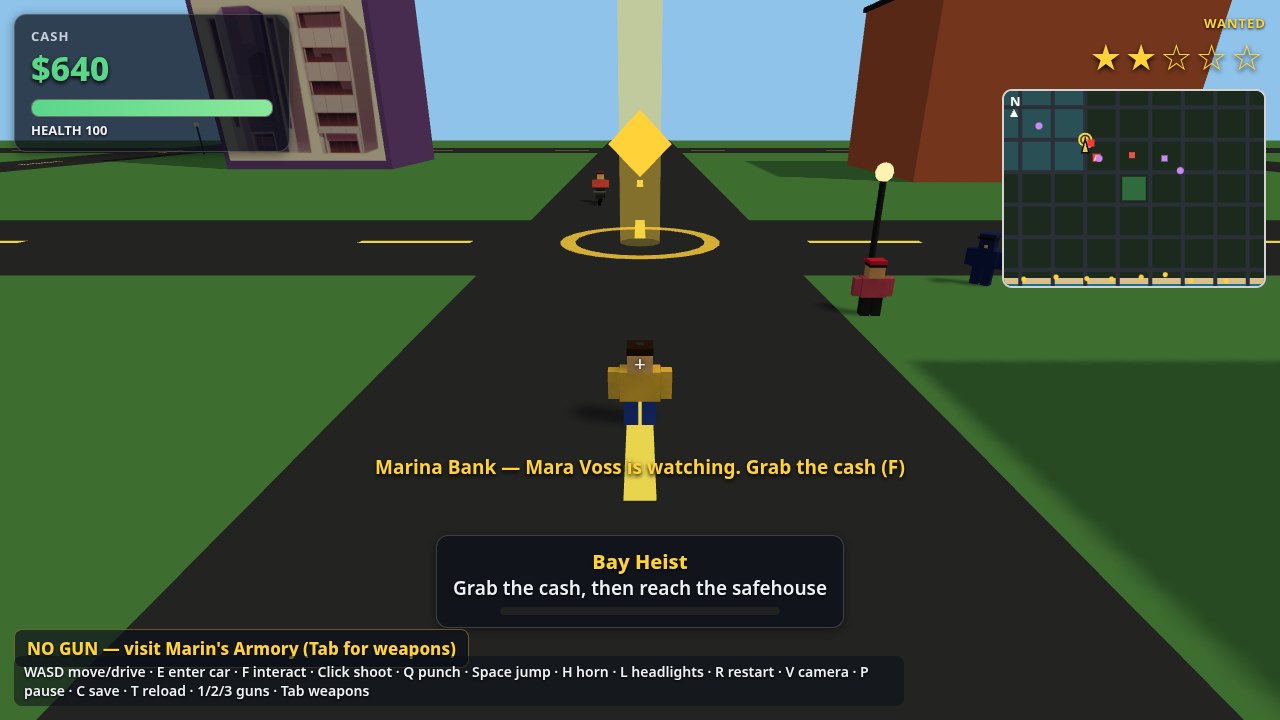 CASH
$640
HEALTH 100
WANTED
N
Marina Bank — Mara Voss is watching. Grab the cash (F)
Bay Heist
Grab the cash, then reach the safehouse
NO GUN — visit Marin's Armory (Tab for weapons)
WASD move/drive · E enter car · F interact · Click shoot · Q punch · Space jump · H horn · L headlights · R restart · V camera · P
pause · C save · T reload · 1/2/3 guns · Tab weapons